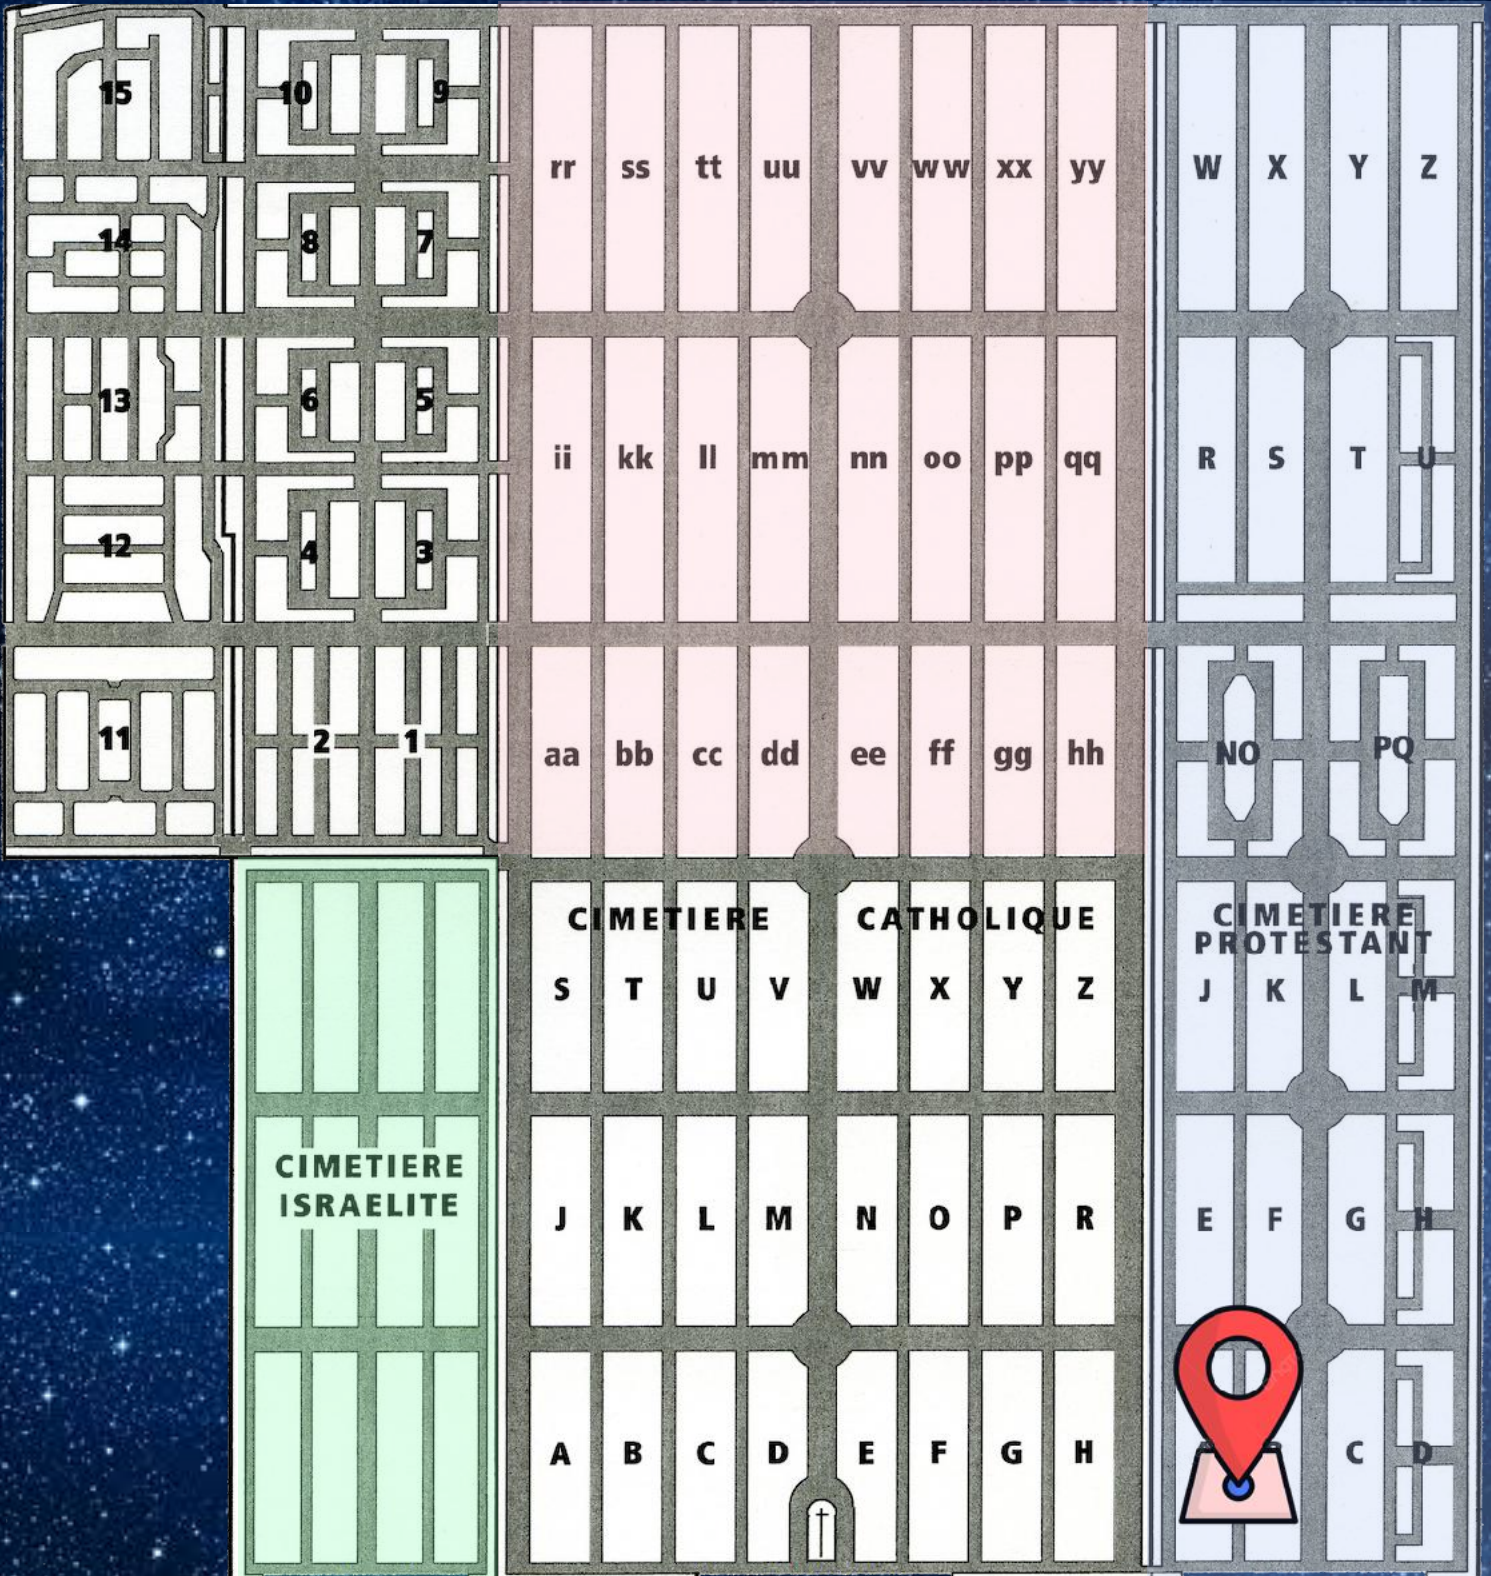 15 10 9
rr ss tt uu vv ww xx yy W X Y Z
14 8 7
13 6 5
ii kk ll mm nn oo pp qq R S T U
12 4 3
11 2 1
aa bb cc dd ee ff gg hh NO PQ
CIMETIERE CATHOLIQUE
CIMETIERE
PROTESTANT
S T U V W X Y Z J K L M
CIMETIERE
ISRAELITE
J K L M N O P R E F G H
A B C D E F G H C D